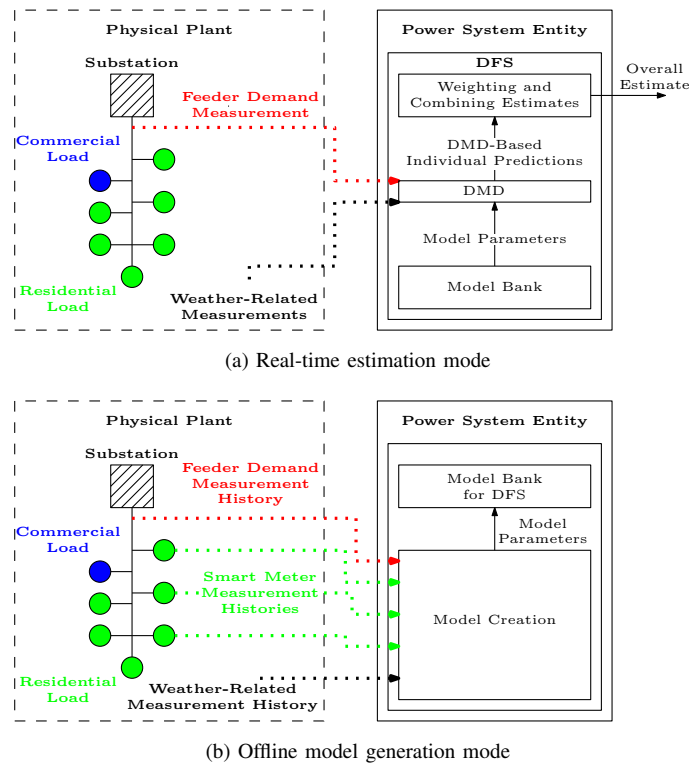 Physical Plant
Substation
Feeder Demand
Measurement
Commercial
Load
Residential
Load
Weather-Related
Measurements
Power System Entity
DFS
Weighting and
Combining Estimates
Overall
Estimate
DMD-Based
Individual Predictions
DMD
Model Parameters
Model Bank
(a) Real-time estimation mode
Physical Plant
Substation
Feeder Demand
Measurement
History
Commercial
Load
Smart Meter
Measurement
Histories
Residential
Load
Weather-Related
Measurement History
Power System Entity
Model Bank
for DFS
Model
Parameters
Model Creation
(b) Offline model generation mode